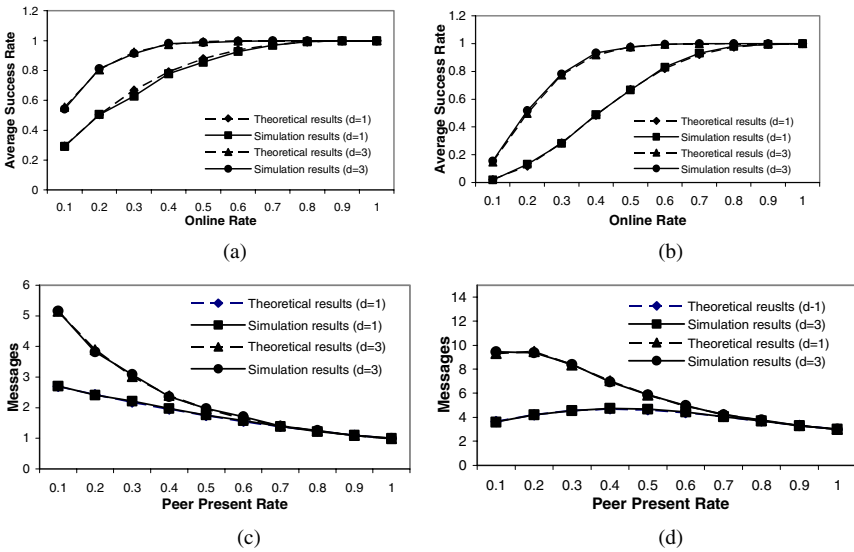 1.2
1
0.8
0.6
0.4
0.2
0
Average Success Rate
0.1 0.2 0.3 0.4 0.5 0.6 0.7 0.8 0.9 1
Online Rate
Theoretical results (d=1)
Simulation results (d=1)
Theoretical results (d=3)
Simulation results (d=3)
(a)
1.2
1
0.8
0.6
0.4
0.2
0
Average Success Rate
0.1 0.2 0.3 0.4 0.5 0.6 0.7 0.8 0.9 1
Online Rate
Theoretical results (d=1)
Simulation results (d=1)
Theoretical resuls (d=3)
Simulation results (d=3)
(b)
6
5
4
3
2
1
0
Messages
0.1 0.2 0.3 0.4 0.5 0.6 0.7 0.8 0.9 1
Peer Present Rate
Theoretical results (d=1)
Simulation results (d=1)
Theoretical results (d=3)
Simulation results (d=3)
(c)
14
12
10
8
6
4
2
0
Messages
0.1 0.2 0.3 0.4 0.5 0.6 0.7 0.8 0.9 1
Peer Present Rate
Theoretical reuslts (d-1)
Simulation results (d=3)
Theoretical results (d=1)
Simulation results (d=3)
(d)